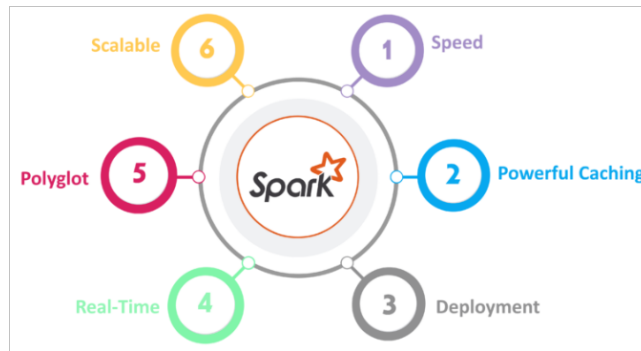 Scalable
6
1
Speed
Polyglot
5
Spark
2
Powerful Caching
Real-Time
4
3
Deployment